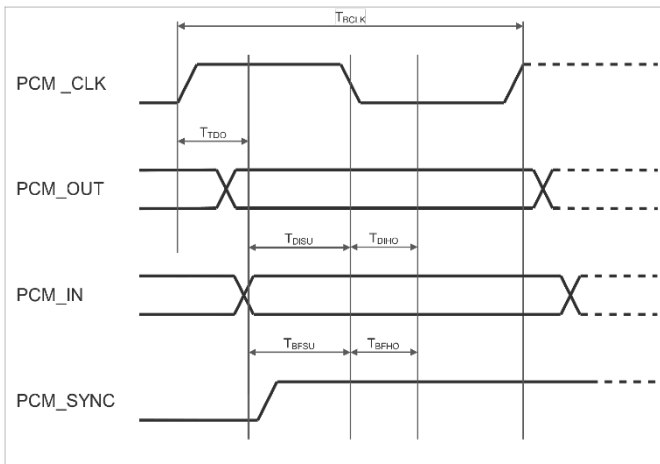 TBCLK
PCM _CLK
TTDO
PCM_OUT
TDISU TDIHO
PCM_IN
TBFSU TBFHO
PCM_SYNC